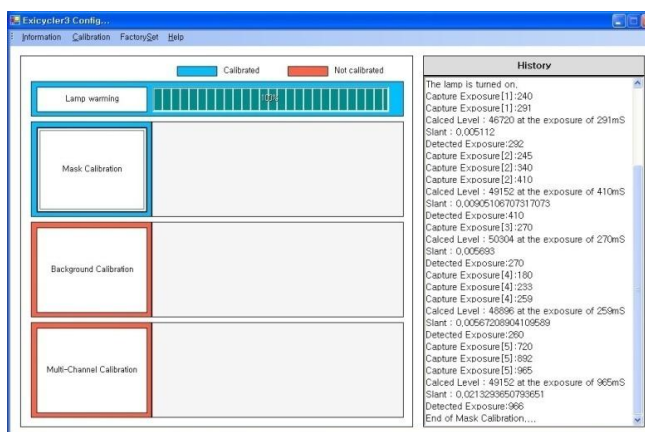 Exicycler3 Config...
Information Calibration FactorySet Help
Calibrated Not calibrated
Lamp warming 100%
Mask Calibration
Background Calibration
Multi-Channel Calibration
History
The lamp is turned on,
Capture Exposure[1]:240
Capture Exposure[1]:291
Calced Level : 46720 at the exposure of 291mS
Slant : 0,005112
Detected Exposure:292
Capture Exposure[2]:245
Capture Exposure[2]:340
Capture Exposure[2]:410
Calced Level : 49152 at the exposure of 410mS
Slant : 0,00905106707317073
Detected Exposure:410
Capture Exposure[3]:270
Calced Level : 50304 at the exposure of 270mS
Slant : 0,005693
Detected Exposure:270
Capture Exposure[4]:180
Capture Exposure[4]:233
Capture Exposure[4]:259
Calced Level : 48896 at the exposure of 259mS
Slant : 0,00567208904109589
Detected Exposure:260
Capture Exposure[5]:720
Capture Exposure[5]:892
Capture Exposure[5]:965
Calced Level : 49152 at the exposure of 965mS
Slant : 0,0213293650793651
Detected Exposure:966
End of Mask Calibration,...